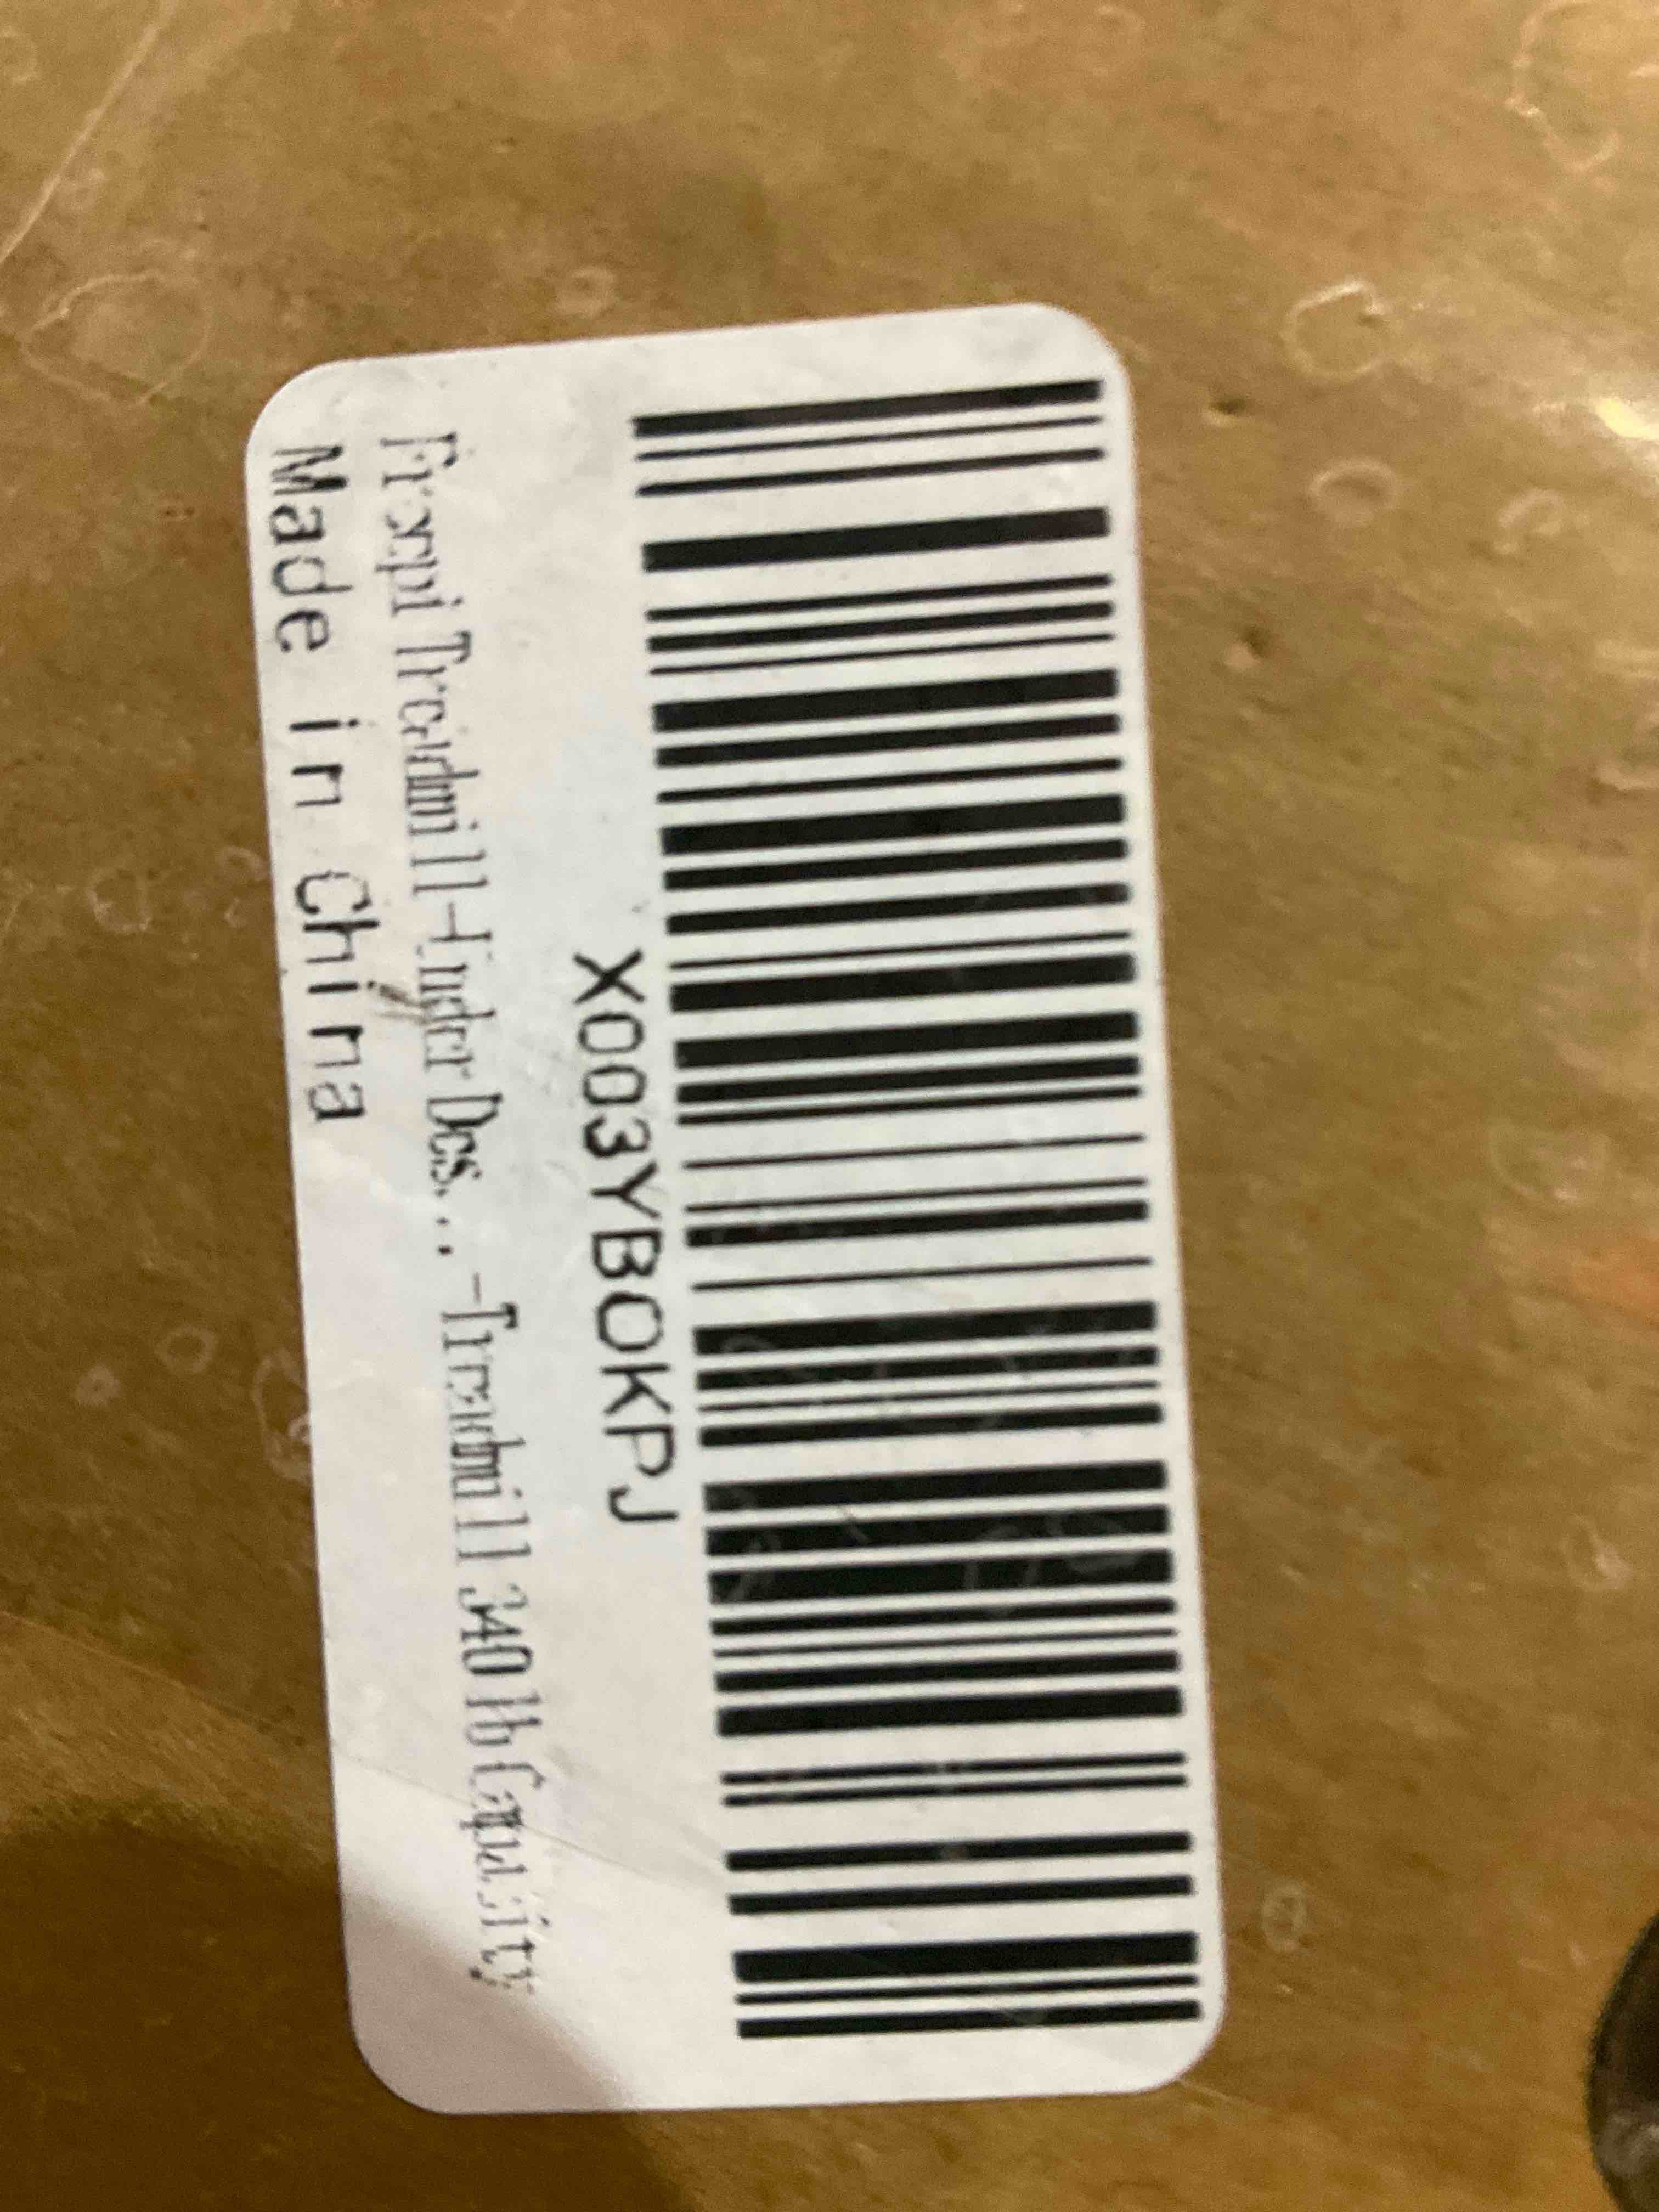 X003YBOKPJ
Treadmill-Under Des...-Treadmill 340 lb Capacity
Made in China